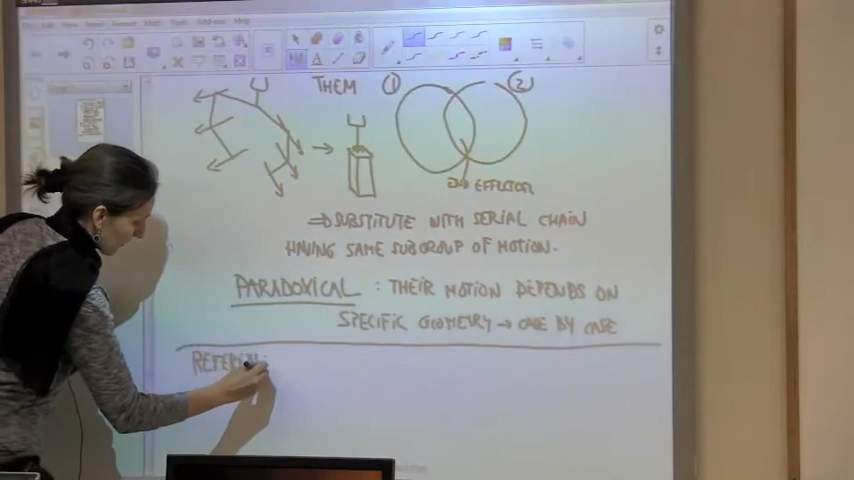 THEM ① ②
END EFFECTOR
⇒ SUBSTITUTE WITH SERIAL CHAIN
HAVING SAME SUBGROUP OF MOTION.
PARADOXICAL : THEIR MOTION DEPENDS ON
SPECIFIC GEOMETRY → ONE BY CASE